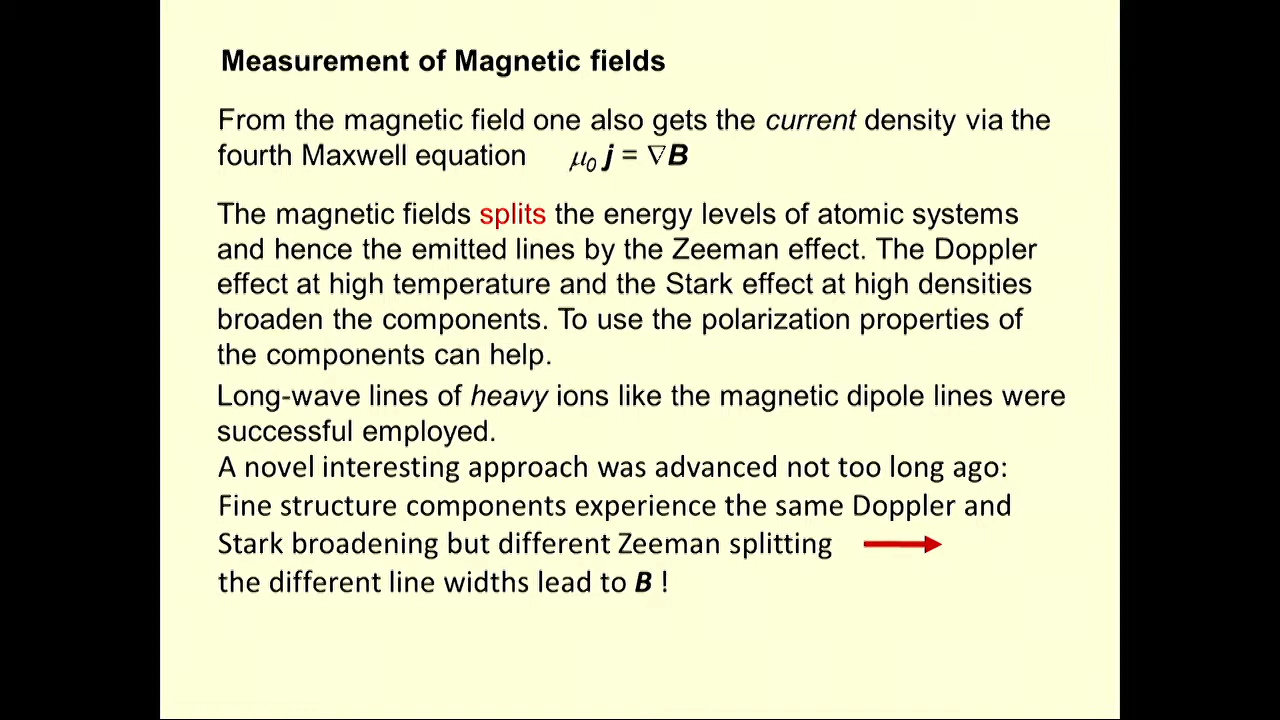 Measurement of Magnetic fields
From the magnetic field one also gets the current density via the
fourth Maxwell equation μ₀ j = ∇B
The magnetic fields splits the energy levels of atomic systems
and hence the emitted lines by the Zeeman effect. The Doppler
effect at high temperature and the Stark effect at high densities
broaden the components. To use the polarization properties of
the components can help.
Long-wave lines of heavy ions like the magnetic dipole lines were
successful employed.
A novel interesting approach was advanced not too long ago:
Fine structure components experience the same Doppler and
Stark broadening but different Zeeman splitting
the different line widths lead to B !